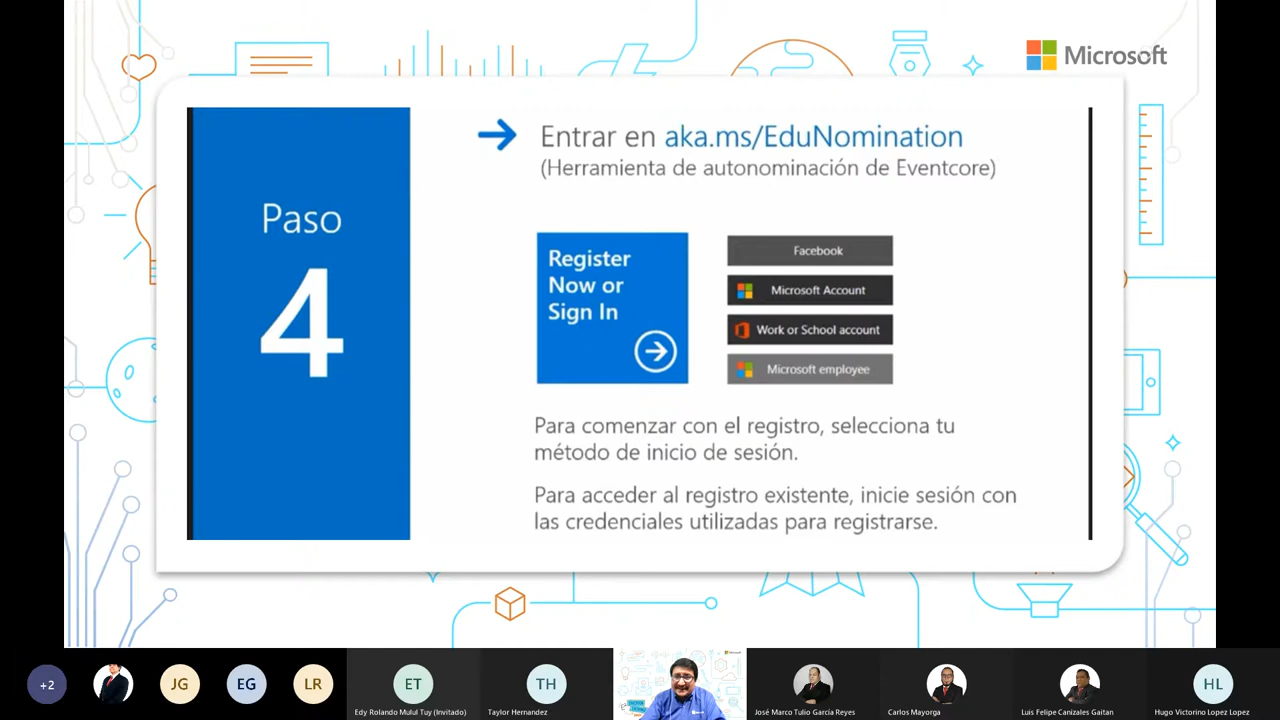 Microsoft
Entrar en aka.ms/EduNomination
(Herramienta de autonominación de Eventcore)
Paso
4
Register
Now or
Sign In
Facebook
Microsoft Account
Work or School account
Microsoft employee
Para comenzar con el registro, selecciona tu
método de inicio de sesión.
Para acceder al registro existente, inicie sesión con
las credenciales utilizadas para registrarse.
+2
JG
EG
LR
ET
Edy Rolando Mulul Tuy (Invitado)
TH
Taylor Hernandez
José Marco Tulio García Reyes
Carlos Mayorga
Luis Felipe Canizales Gaitan
HL
Hugo Victorino Lopez Lopez